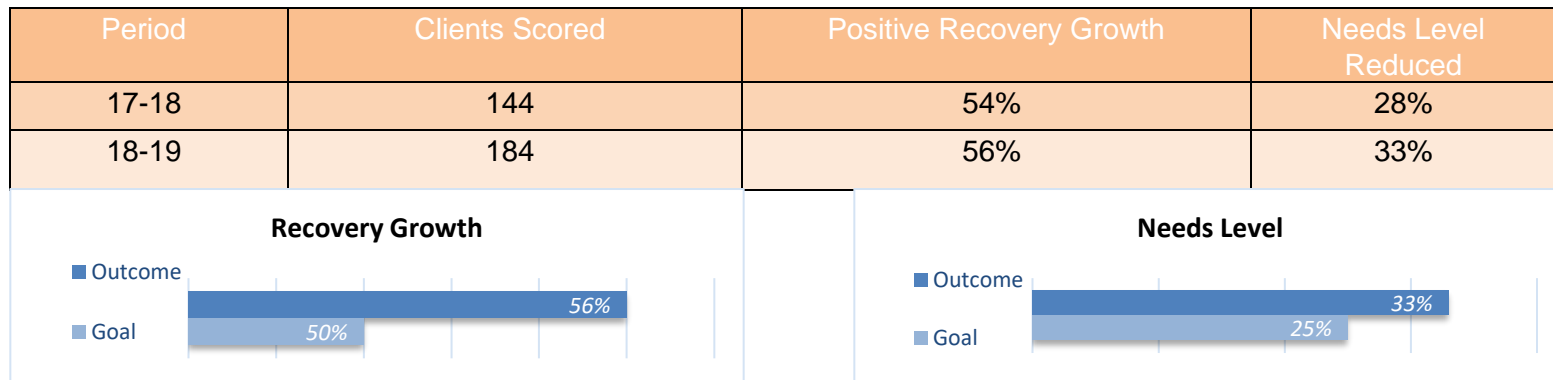 Period Clients Scored Positive Recovery Growth Needs Level
Reduced
17-18 144 54% 28%
18-19 184 56% 33%
Recovery Growth
Outcome
56%
Goal
50%
Needs Level
Outcome
33%
Goal
25%